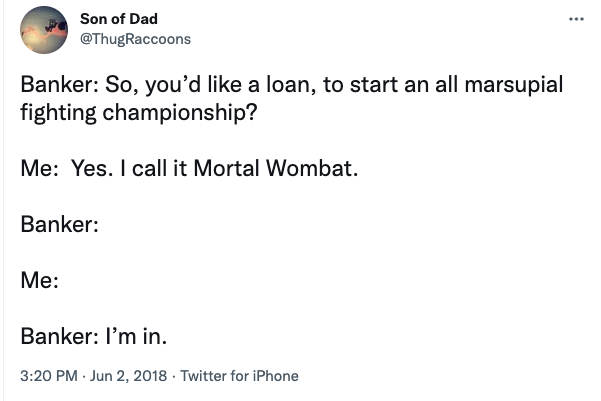 Son of Dad
@ThugRaccoons
Banker: So, you’d like a loan, to start an all marsupial
fighting championship?
Me:  Yes. I call it Mortal Wombat.
Banker:
Me:
Banker: I’m in.
3:20 PM · Jun 2, 2018 · Twitter for iPhone